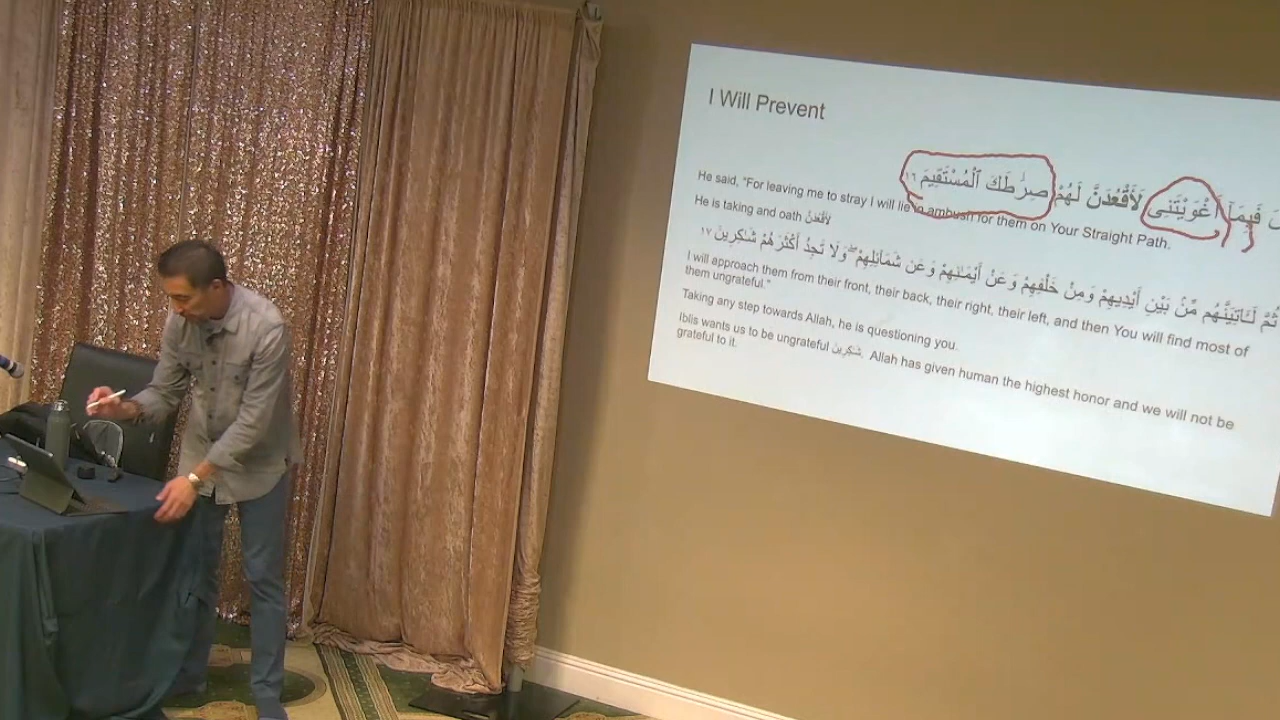 I Will Prevent
فَبِمَآ أَغْوَيْتَنِى لَأَقْعُدَنَّ لَهُمْ صِرَٰطَكَ ٱلْمُسْتَقِيمَ ١٦
He said, "For leaving me to stray I will lie in ambush for them on Your Straight Path.
He is taking and oath لَأَقْعُدَنَّ
ثُمَّ لَـَٔاتِيَنَّهُم مِّنۢ بَيْنِ أَيْدِيهِمْ وَمِنْ خَلْفِهِمْ وَعَنْ أَيْمَـٰنِهِمْ وَعَن شَمَآئِلِهِمْ ۖ وَلَا تَجِدُ أَكْثَرَهُمْ شَـٰكِرِينَ ١٧
I will approach them from their front, their back, their right, their left, and then You will find most of
them ungrateful."
Taking any step towards Allah, he is questioning you.
Iblis wants us to be ungrateful شَـٰكِرِينَ. Allah has given human the highest honor and we will not be
grateful to it.